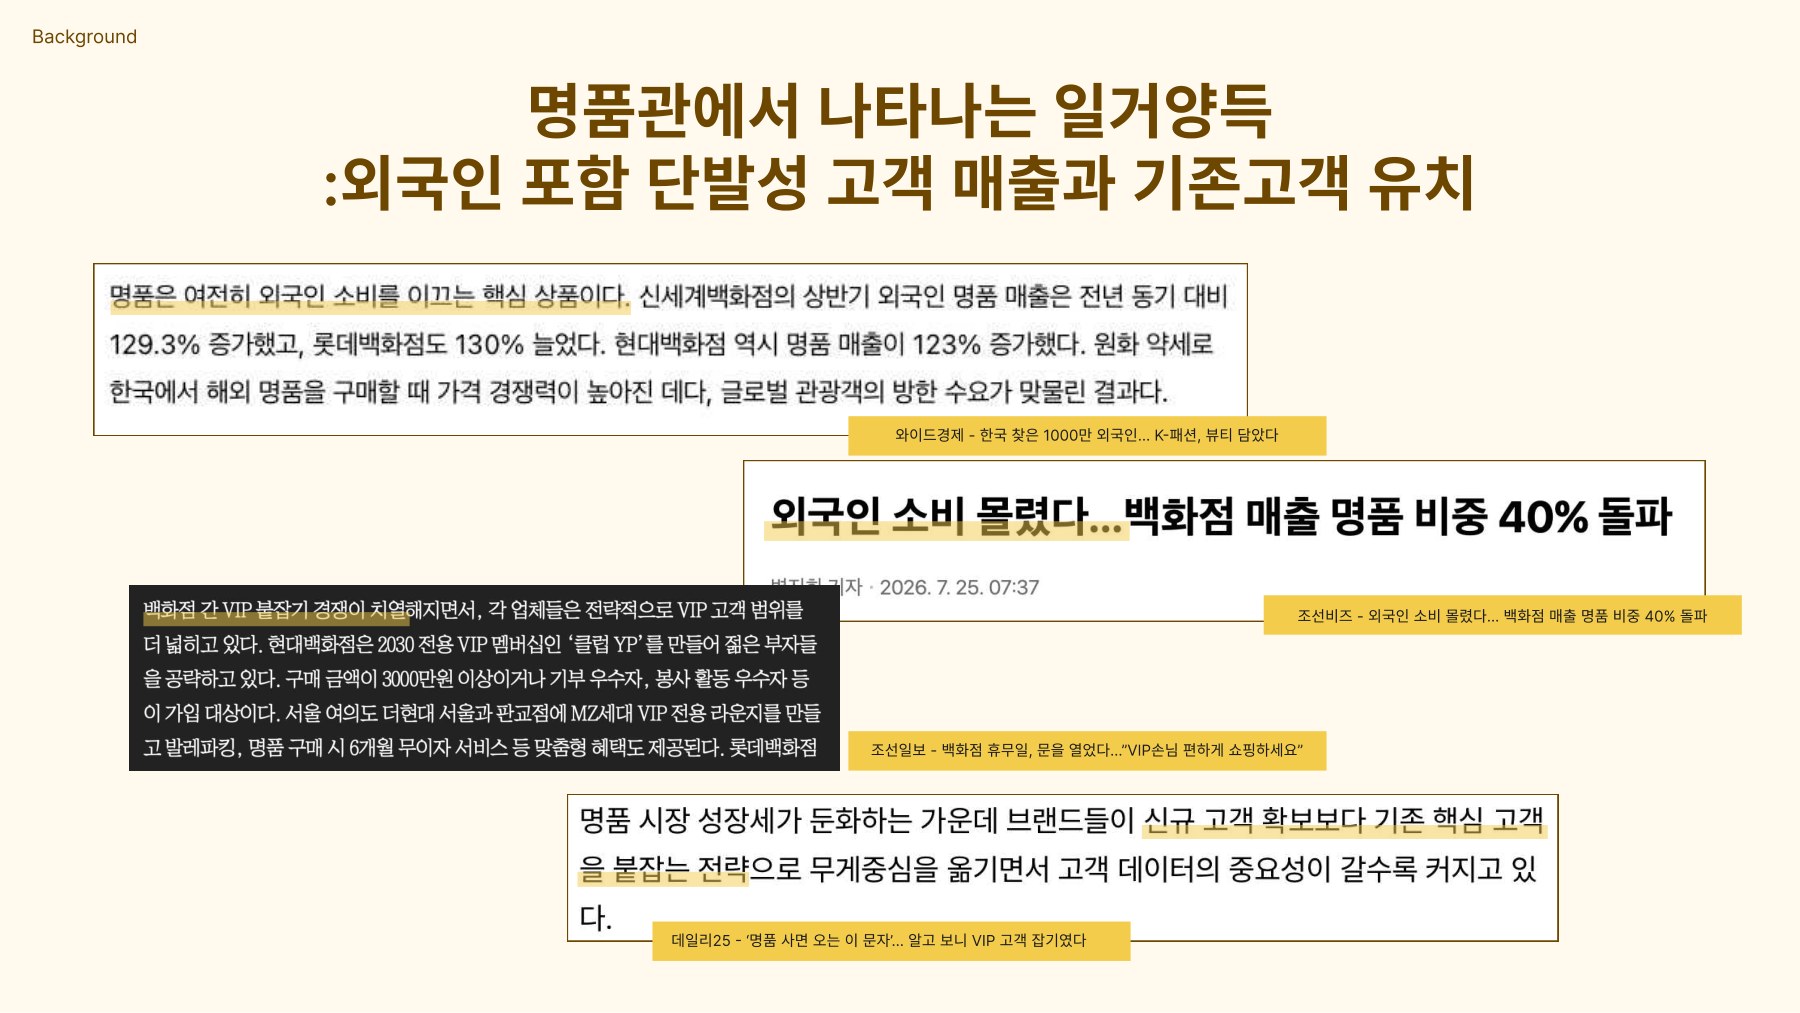 Background
명품관에서 나타나는 일거양득
:외국인 포함 단발성 고객 매출과 기존고객 유치
명품은 여전히 외국인 소비를 이끄는 핵심 상품이다. 신세계백화점의 상반기 외국인 명품 매출은 전년 동기 대비
129.3% 증가했고, 롯데백화점도 130% 늘었다. 현대백화점 역시 명품 매출이 123% 증가했다. 원화 약세로
한국에서 해외 명품을 구매할 때 가격 경쟁력이 높아진 데다, 글로벌 관광객의 방한 수요가 맞물린 결과다.
와이드경제 - 한국 찾은 1000만 외국인... K-패션, 뷰티 담았다
외국인 소비 몰렸다...백화점 매출 명품 비중 40% 돌파
기자 · 2026. 7. 25. 07:37
조선비즈 - 외국인 소비 몰렸다... 백화점 매출 명품 비중 40% 돌파
백화점 간 VIP 붙잡기 경쟁이 치열해지면서, 각 업체들은 전략적으로 VIP 고객 범위를
더 넓히고 있다. 현대백화점은 2030 전용 VIP 멤버십인 ‘클럽 YP’를 만들어 젊은 부자들
을 공략하고 있다. 구매 금액이 3000만원 이상이거나 기부 우수자, 봉사 활동 우수자 등
이 가입 대상이다. 서울 여의도 더현대 서울과 판교점에 MZ세대 VIP 전용 라운지를 만들
고 발레파킹, 명품 구매 시 6개월 무이자 서비스 등 맞춤형 혜택도 제공된다. 롯데백화점
조선일보 - 백화점 휴무일, 문을 열었다...”VIP손님 편하게 쇼핑하세요”
명품 시장 성장세가 둔화하는 가운데 브랜드들이 신규 고객 확보보다 기존 핵심 고객
을 붙잡는 전략으로 무게중심을 옮기면서 고객 데이터의 중요성이 갈수록 커지고 있
다.
데일리25 - ‘명품 사면 오는 이 문자’... 알고 보니 VIP 고객 잡기였다